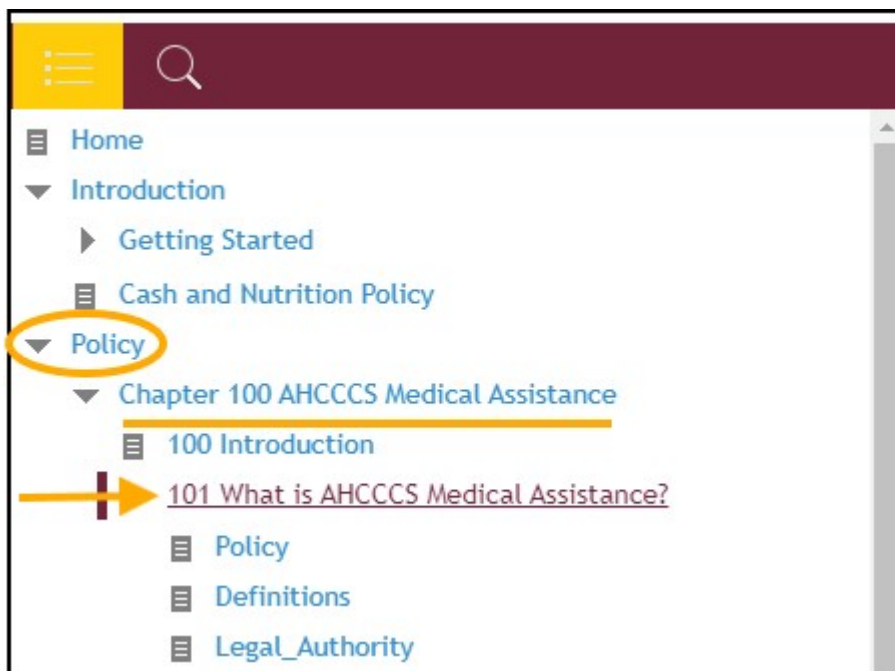 Home
Introduction
Getting Started
Cash and Nutrition Policy
Policy
Chapter 100 AHCCCS Medical Assistance
100 Introduction
101 What is AHCCCS Medical Assistance?
Policy
Definitions
Legal_Authority